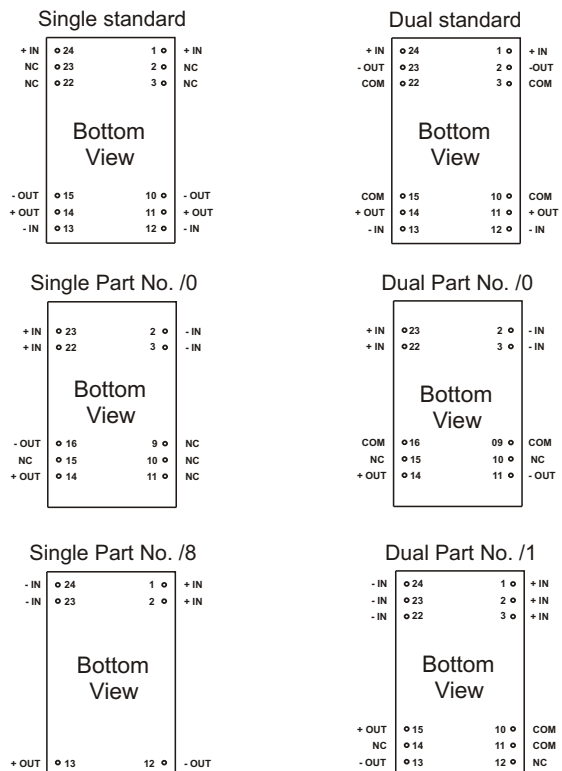 Single standard
+ IN 24 1 + IN
NC 23 2 NC
NC 22 3 NC
Bottom
View
- OUT 15 10 - OUT
+ OUT 14 11 + OUT
- IN 13 12 - IN
Dual standard
+ IN 24 1 + IN
- OUT 23 2 -OUT
COM 22 3 COM
Bottom
View
COM 15 10 COM
+ OUT 14 11 + OUT
- IN 13 12 - IN
Single Part No. /0
+ IN 23 2 - IN
+ IN 22 3 - IN
Bottom
View
- OUT 16 9 NC
NC 15 10 NC
+ OUT 14 11 NC
Dual Part No. /0
+ IN 23 2 - IN
+ IN 22 3 - IN
Bottom
View
COM 16 09 COM
NC 15 10 NC
+ OUT 14 11 - OUT
Single Part No. /8
- IN 24 1 + IN
- IN 23 2 + IN
Bottom
View
+ OUT 13 12 - OUT
Dual Part No. /1
- IN 24 1 + IN
- IN 23 2 + IN
- IN 22 3 + IN
Bottom
View
+ OUT 15 10 COM
NC 14 11 COM
- OUT 13 12 NC